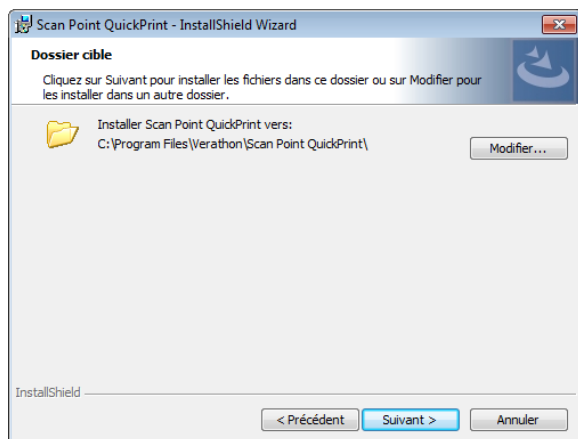 Scan Point QuickPrint - InstallShield Wizard
Dossier cible
Cliquez sur Suivant pour installer les fichiers dans ce dossier ou sur Modifier pour
les installer dans un autre dossier.
Installer Scan Point QuickPrint vers:
C:\Program Files\Verathon\Scan Point QuickPrint\
Modifier...
InstallShield
< Précédent
Suivant >
Annuler